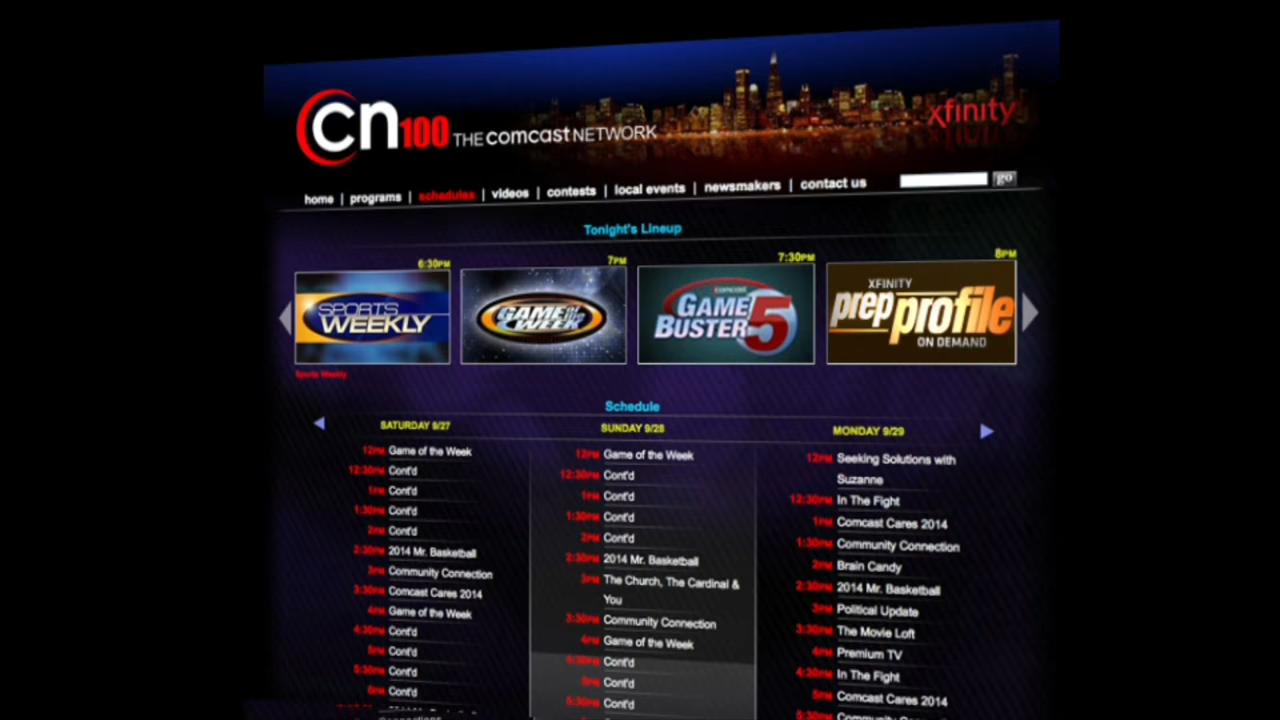 cn100 THE comcast NETWORK
xfinity
home | programs | schedules | videos | contests | local events | newsmakers | contact us
go
Tonight's Lineup
6:30PM
7PM
7:30PM
8PM
SPORTS WEEKLY
GAME of the WEEK
COMCAST GAME BUSTER 5
XFINITY prep profile ON DEMAND
Sports Weekly
Schedule
SATURDAY 9/27
12PM Game of the Week
12:30PM Cont'd
1PM Cont'd
1:30PM Cont'd
2PM Cont'd
2:30PM 2014 Mr. Basketball
3PM Community Connection
3:30PM Comcast Cares 2014
4PM Game of the Week
4:30PM Cont'd
5PM Cont'd
5:30PM Cont'd
6PM Cont'd
SUNDAY 9/28
12PM Game of the Week
12:30PM Cont'd
1PM Cont'd
1:30PM Cont'd
2PM Cont'd
2:30PM 2014 Mr. Basketball
3PM The Church, The Cardinal &
You
3:30PM Community Connection
4PM Game of the Week
4:30PM Cont'd
5PM Cont'd
5:30PM Cont'd
MONDAY 9/29
12PM Seeking Solutions with
Suzanne
12:30PM In The Fight
1PM Comcast Cares 2014
1:30PM Community Connection
2PM Brain Candy
2:30PM 2014 Mr. Basketball
3PM Political Update
3:30PM The Movie Loft
4PM Premium TV
4:30PM In The Fight
5PM Comcast Cares 2014
5:30PM Community